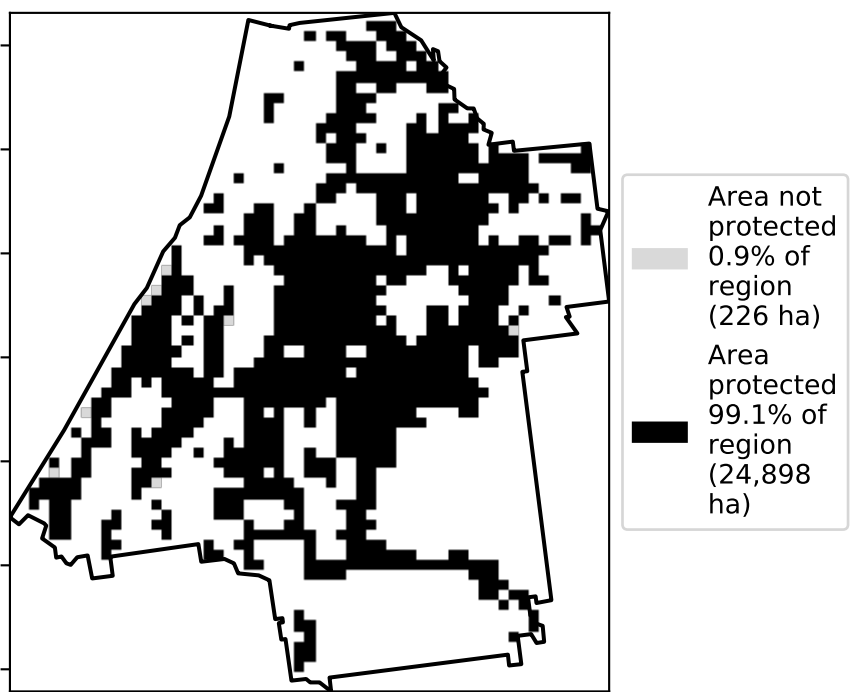 Area not
protected
0.9% of
region
(226 ha)
Area
protected
99.1% of
region
(24,898
ha)